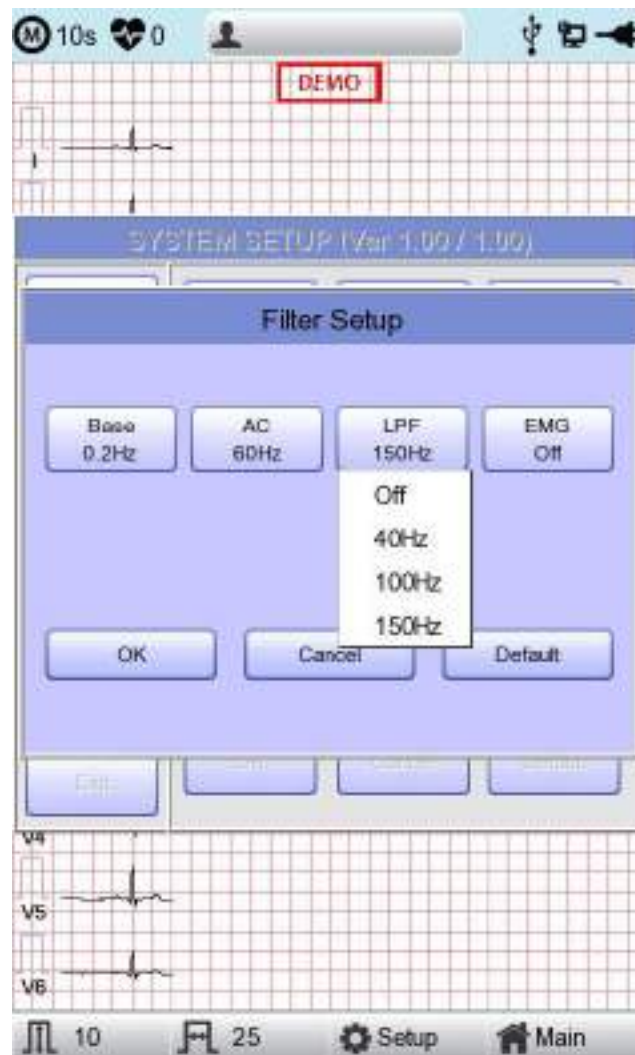 M 10s 0
DEMO
I
SYSTEM SETUP (Ver 1.00 / 1.00)
Filter Setup
Base AC LPF EMG
0.2Hz 60Hz 150Hz Off
Off
40Hz
100Hz
150Hz
OK Cancel Default
V4
V5
V6
10 25 Setup Main